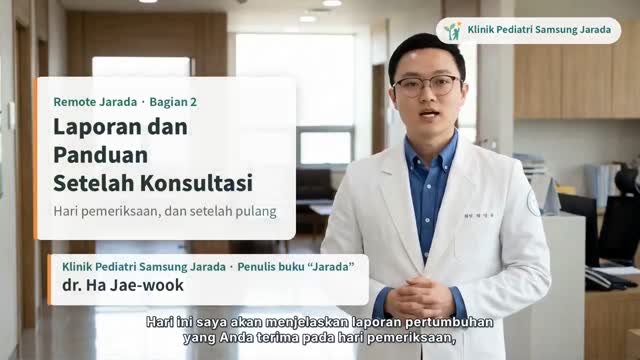 Klinik Pediatri Samsung Jarada
Remote Jarada · Bagian 2
Laporan dan
Panduan
Setelah Konsultasi
Hari pemeriksaan, dan setelah pulang
Klinik Pediatri Samsung Jarada · Penulis buku “Jarada”
dr. Ha Jae-wook
Hari ini saya akan menjelaskan laporan pertumbuhan
yang Anda terima pada hari pemeriksaan,